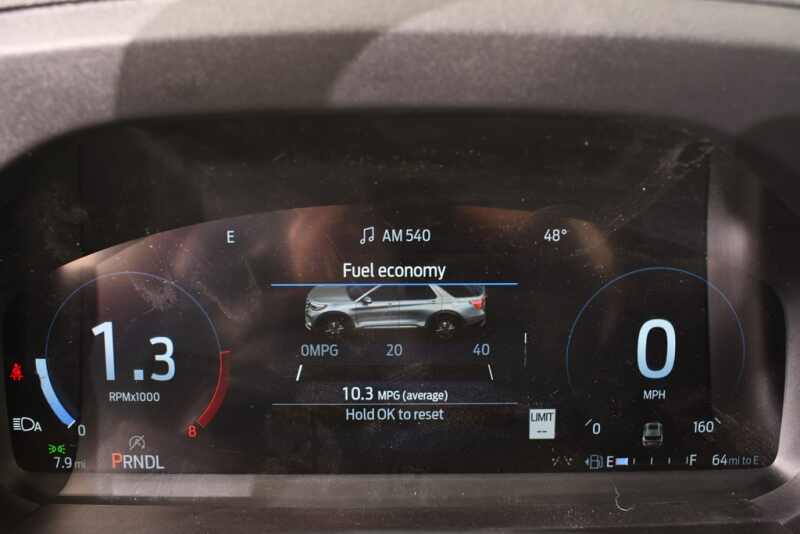 E
AM 540
48°
Fuel economy
0MPG 20 40
1.3
RPMx1000
0
MPH
10.3 MPG (average)
Hold OK to reset
LIMIT
--
0 8
0 160
A
7.9 mi
PRNDL
E F
64 mi to E